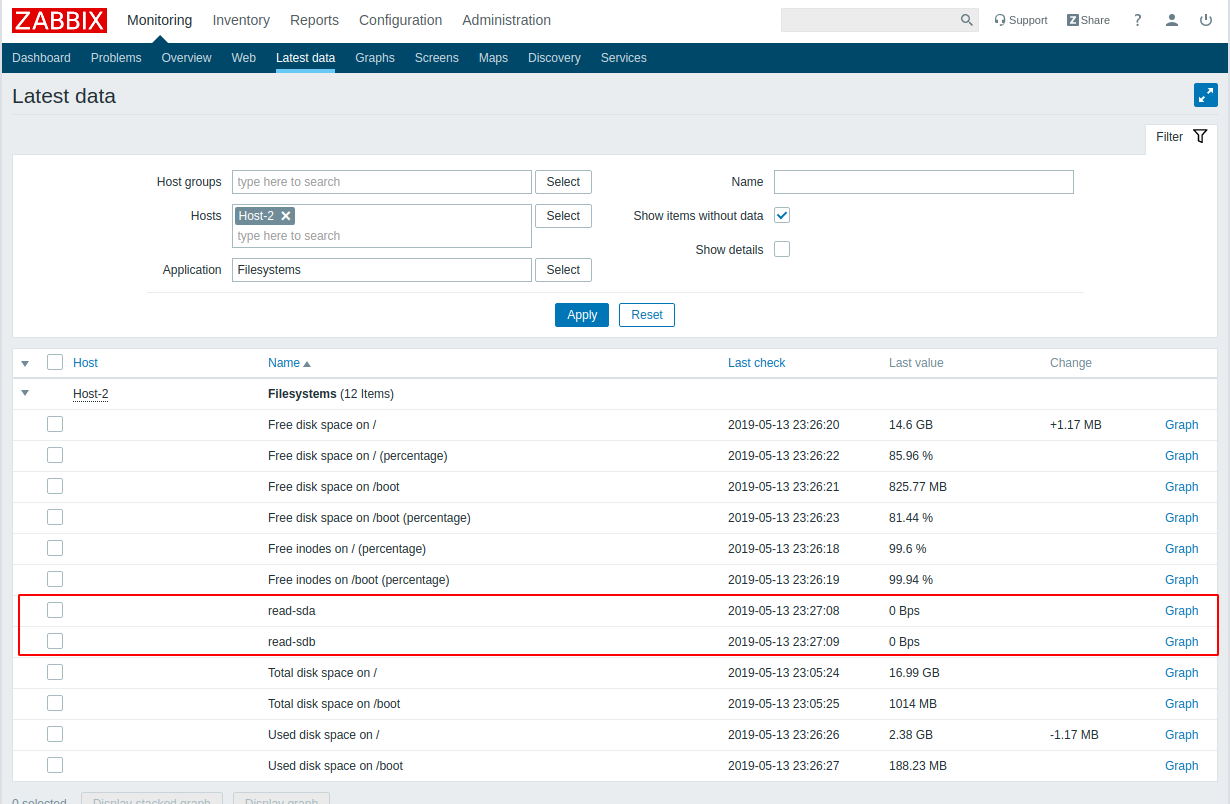 ZABBIX Monitoring Inventory Reports Configuration Administration Support Z Share ?
Dashboard Problems Overview Web Latest data Graphs Screens Maps Discovery Services
Latest data
Filter
Host groups type here to search Select Name
Hosts Host-2 Select Show items without data
type here to search
Show details
Application Filesystems Select
Apply Reset
Host Name Last check Last value Change
Host-2 Filesystems (12 Items)
Free disk space on / 2019-05-13 23:26:20 14.6 GB +1.17 MB Graph
Free disk space on / (percentage) 2019-05-13 23:26:22 85.96 % Graph
Free disk space on /boot 2019-05-13 23:26:21 825.77 MB Graph
Free disk space on /boot (percentage) 2019-05-13 23:26:23 81.44 % Graph
Free inodes on / (percentage) 2019-05-13 23:26:18 99.6 % Graph
Free inodes on /boot (percentage) 2019-05-13 23:26:19 99.94 % Graph
read-sda 2019-05-13 23:27:08 0 Bps Graph
read-sdb 2019-05-13 23:27:09 0 Bps Graph
Total disk space on / 2019-05-13 23:05:24 16.99 GB Graph
Total disk space on /boot 2019-05-13 23:05:25 1014 MB Graph
Used disk space on / 2019-05-13 23:26:26 2.38 GB -1.17 MB Graph
Used disk space on /boot 2019-05-13 23:26:27 188.23 MB Graph
0 selected Display stacked graph Display graph